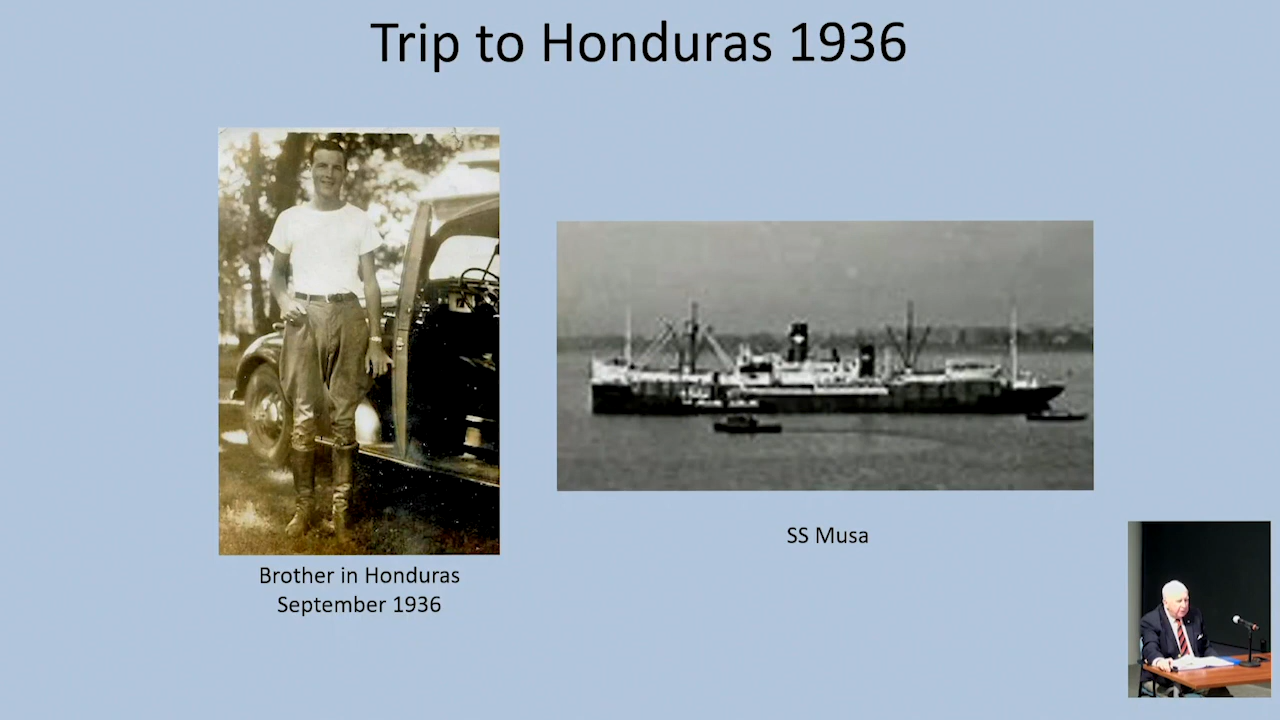 Trip to Honduras 1936
Brother in Honduras
September 1936
SS Musa